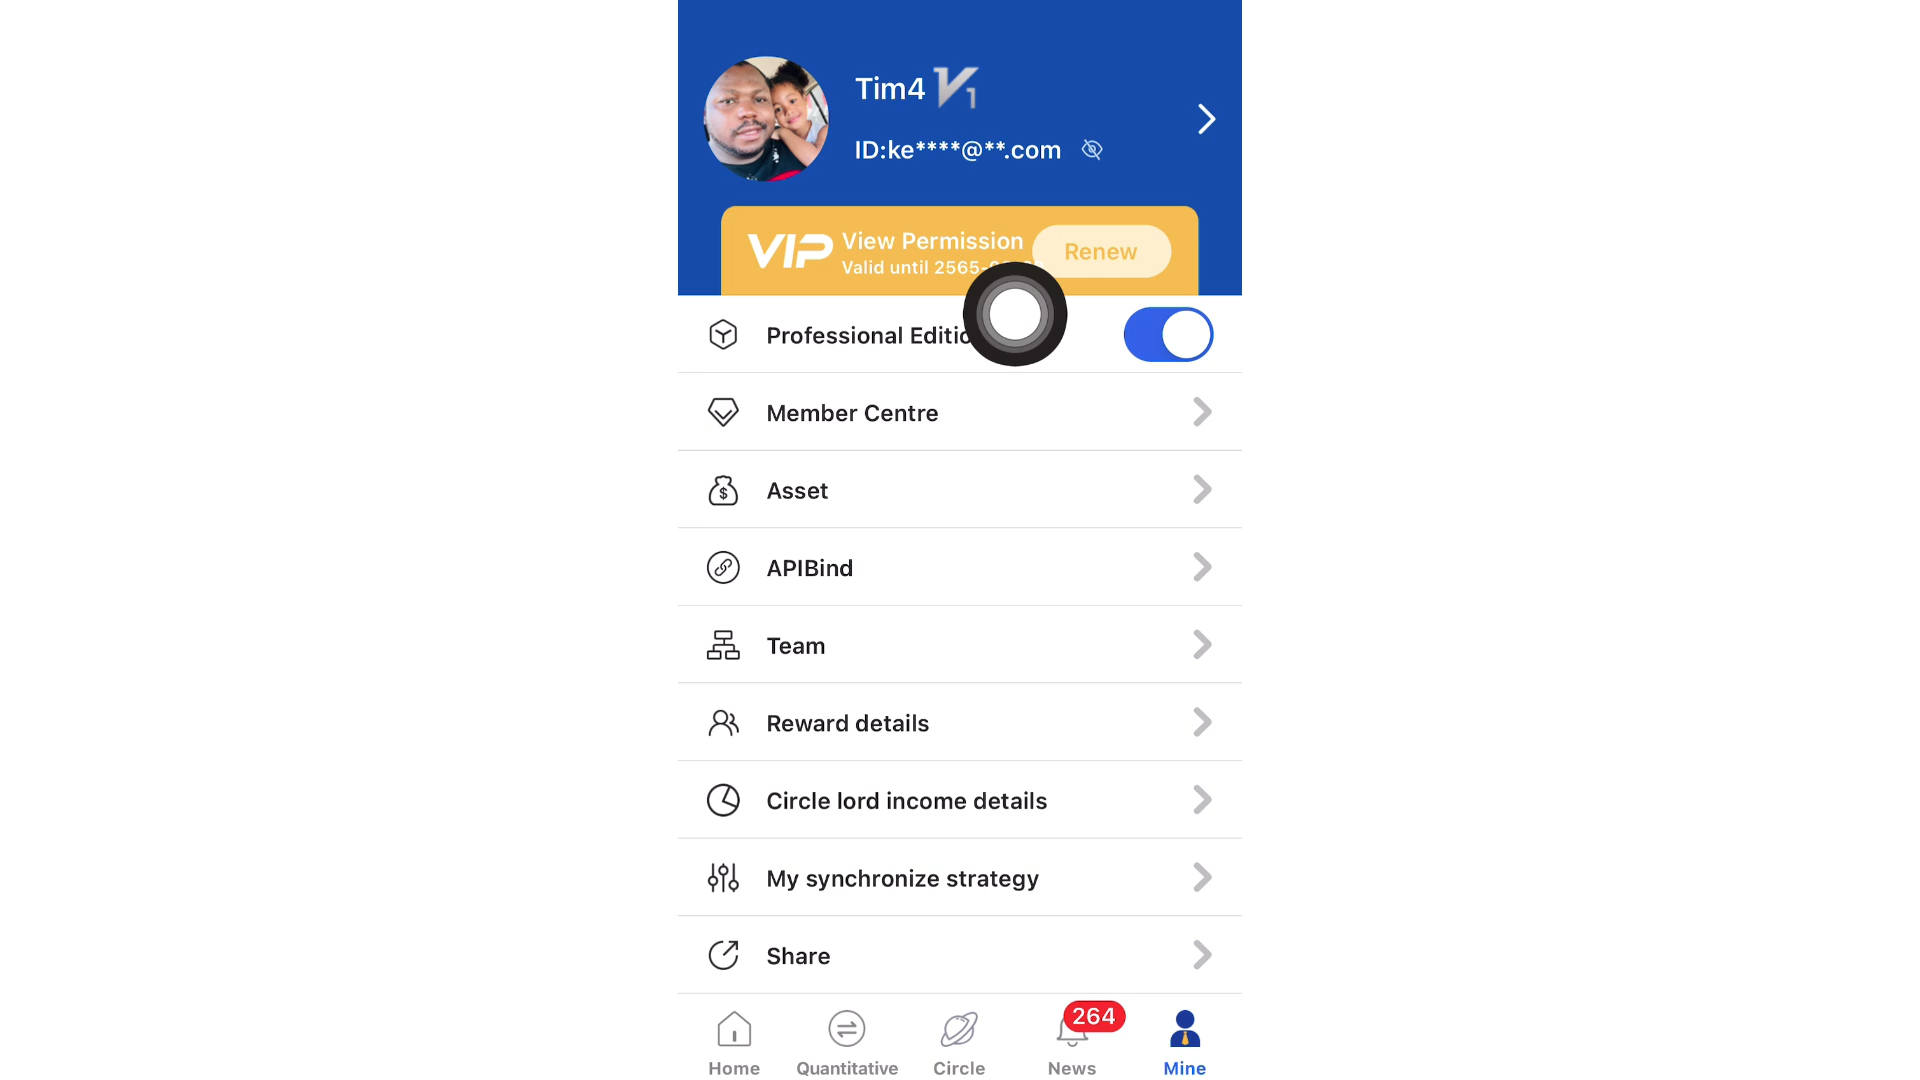 Tim4 V1
ID:ke****@**.com
VIP View Permission
Valid until 2565-
Renew
Professional
Member Centre
Asset
APIBind
Team
Reward details
Circle lord income details
My synchronize strategy
Share
264
Home Quantitative Circle News Mine